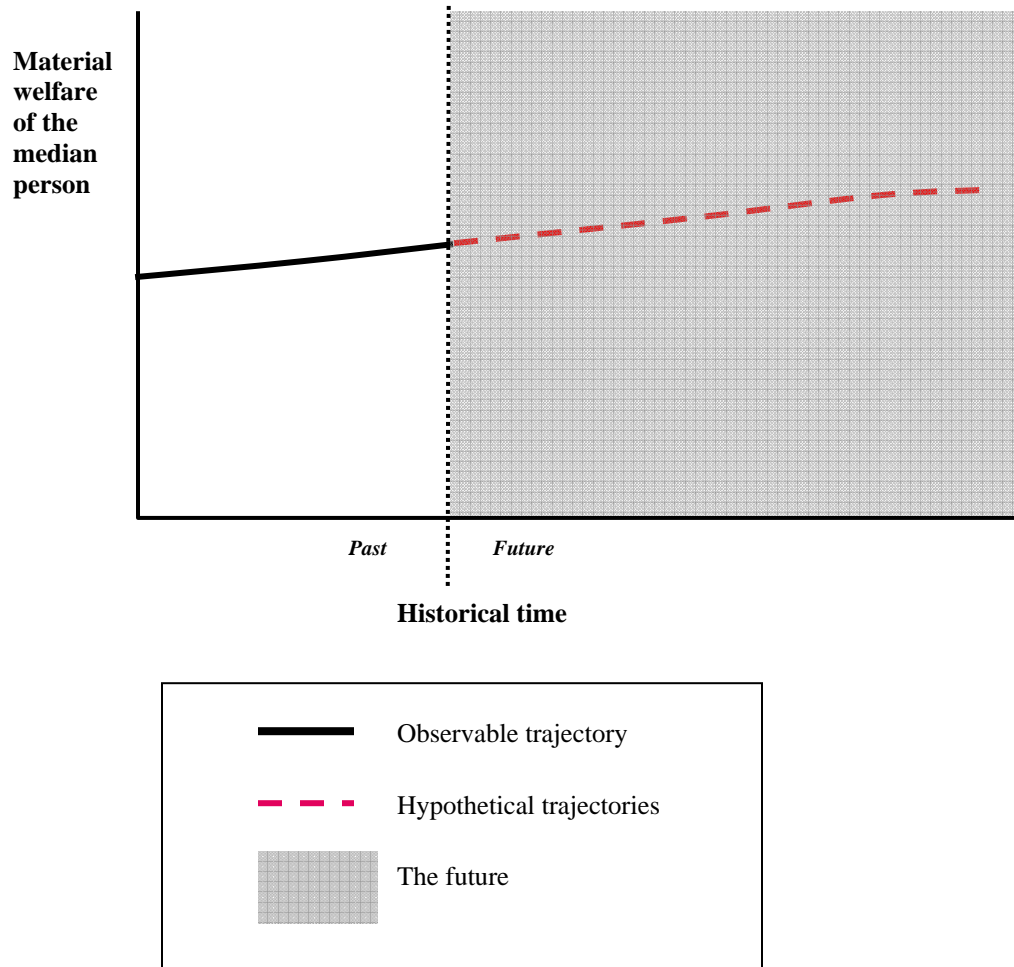 Material
welfare
of the
median
person
Past Future
Historical time
Observable trajectory
Hypothetical trajectories
The future